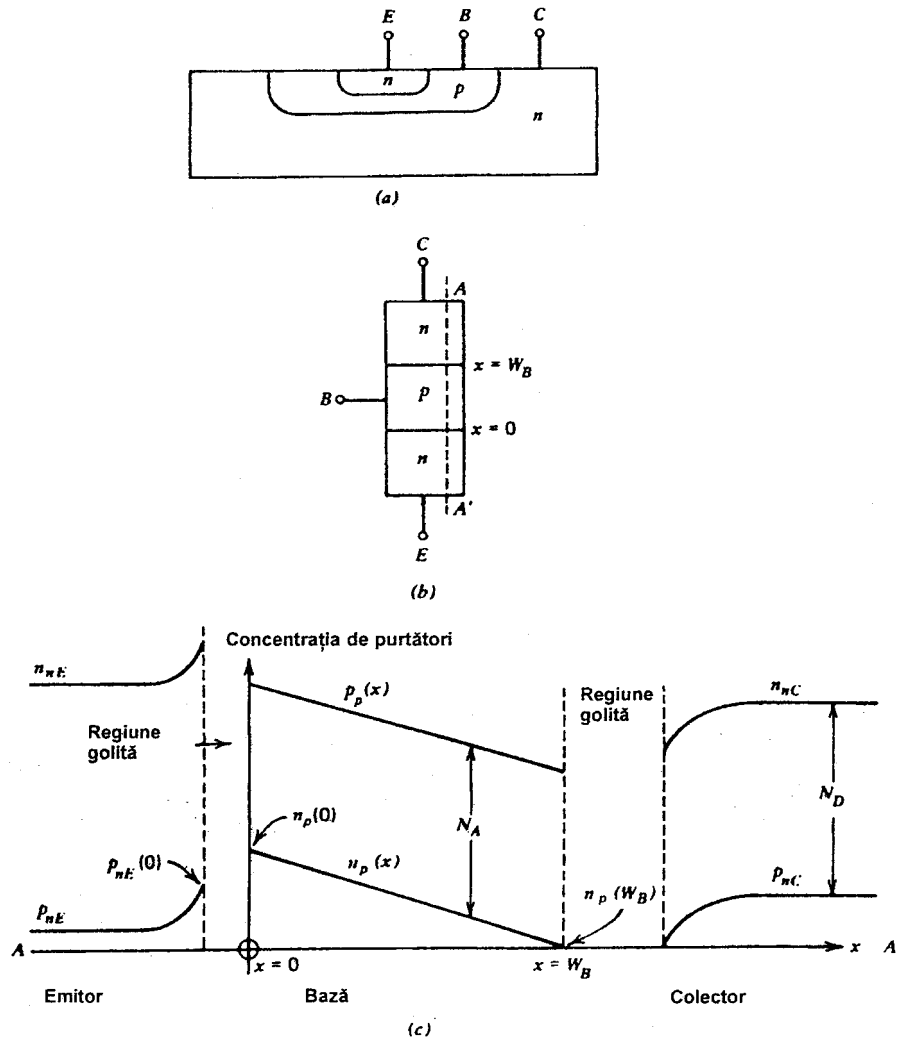 E B C
n
p
n
(a)
C
A
n
x = W_B
B p
x = 0
n
A'
E
(b)
Concentrația de purtători
n_nE
p_p(x)
Regiune
golită
n_nC
Regiune
golită
N_D
n_p(0)
N_A
p_nE(0)
n_p(x)
n_p(W_B)
p_nC
p_nE
A x = 0 x = W_B x A
Emitor Bază Colector
(c)